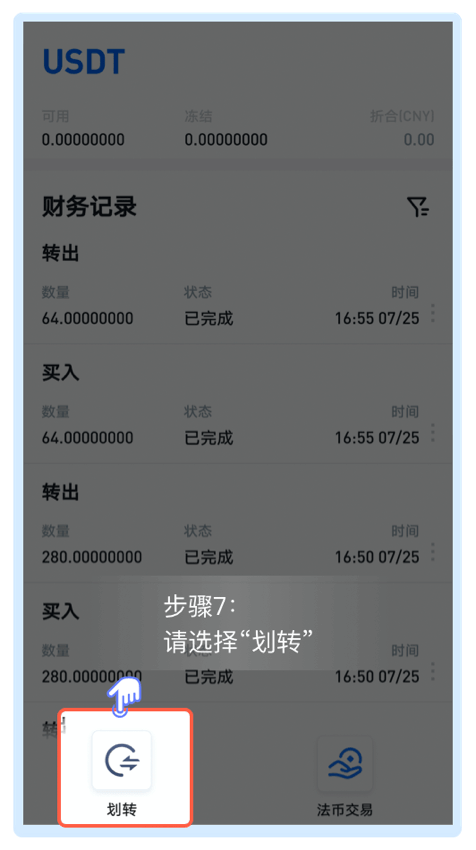 USDT
可用 冻结 折合(CNY)
0.00000000 0.00000000 0.00
财务记录
转出
数量 状态 时间
64.00000000 已完成 16:55 07/25
买入
数量 状态 时间
64.00000000 已完成 16:55 07/25
转出
数量 状态 时间
280.00000000 已完成 16:50 07/25
步骤7：
买入
请选择“划转”
数量 状态 时间
280.00000000 已完成 16:50 07/25
划转 法币交易